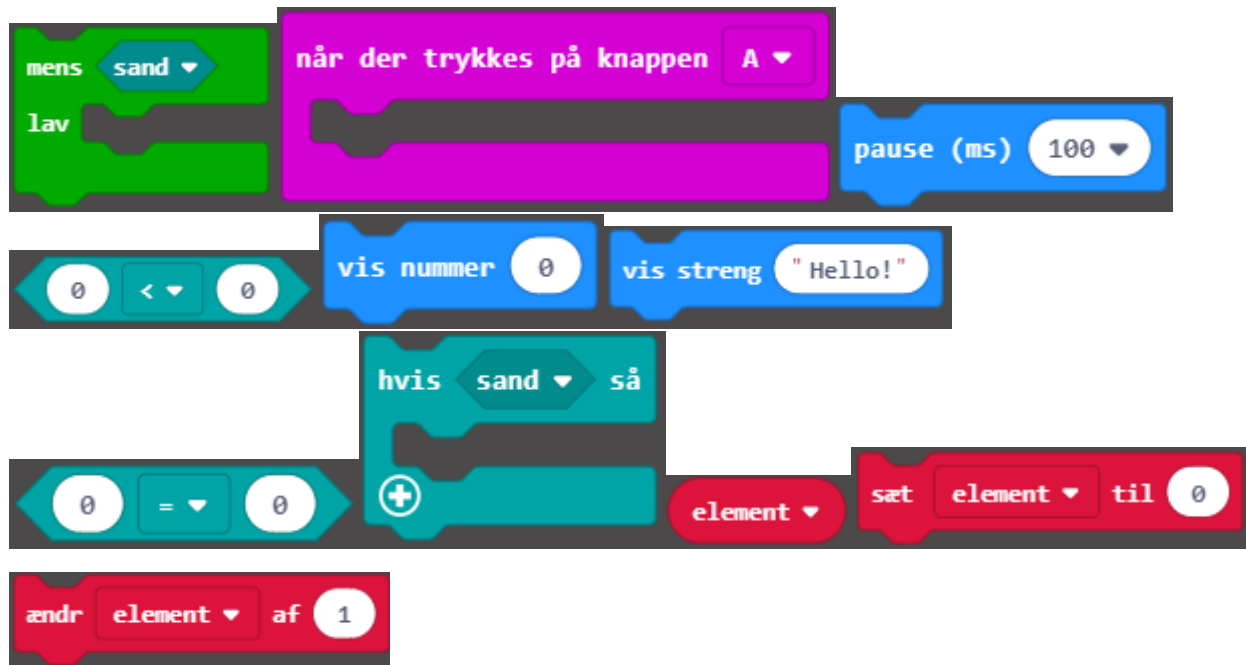 mens sand
lav
når der trykkes på knappen A
pause (ms) 100
0 < 0
vis nummer 0
vis streng "Hello!"
0 = 0
hvis sand så
element
sæt element til 0
ændr element af 1